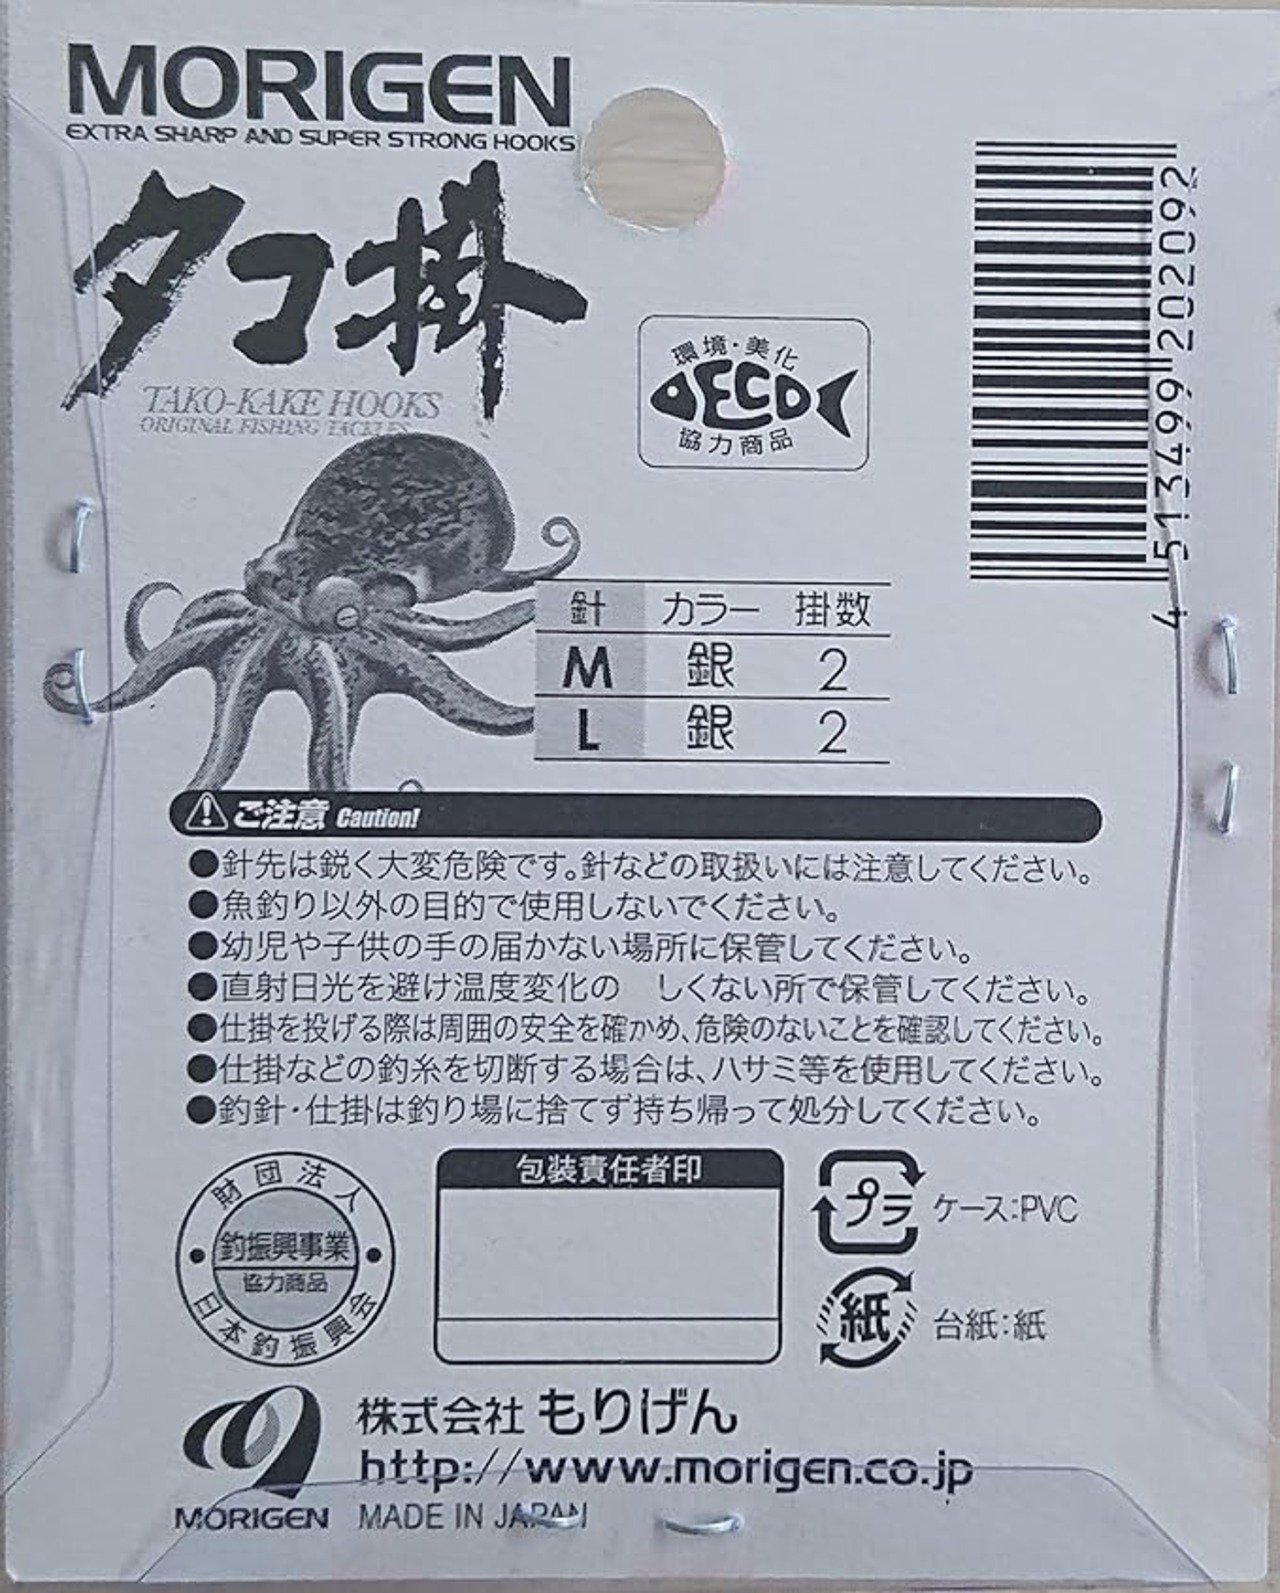 MORIGEN
EXTRA SHARP AND SUPER STRONG HOOKS
タコ掛
TAKO-KAKE HOOKS
ORIGINAL FISHING TACKLES
環境・美化
ECO
協力商品
4 513499 202092
針 カラー 掛数
M 銀 2
L 銀 2
ご注意 Caution!
●針先は鋭く大変危険です。針などの取扱いには注意してください。
●魚釣り以外の目的で使用しないでください。
●幼児や子供の手の届かない場所に保管してください。
●直射日光を避け温度変化の　しくない所で保管してください。
●仕掛を投げる際は周囲の安全を確かめ、危険のないことを確認してください。
●仕掛などの釣糸を切断する場合は、ハサミ等を使用してください。
●釣針・仕掛は釣り場に捨てず持ち帰って処分してください。
財団法人
釣振興事業
協力商品
日本釣振興会
包装責任者印
プラ ケース:PVC
紙 台紙:紙
株式会社 もりげん
http://www.morigen.co.jp
MORIGEN MADE IN JAPAN